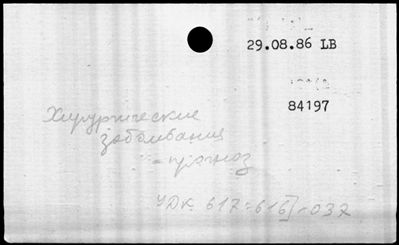 29.08.86 LB
84197
Хирургические
заболевания
- прогноз
УДК 617=616]-037